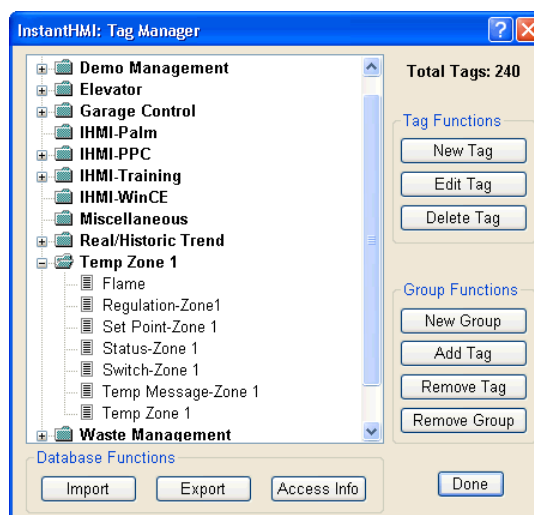 InstantHMI: Tag Manager
Demo Management
Elevator
Garage Control
IHMI-Palm
IHMI-PPC
IHMI-Training
IHMI-WinCE
Miscellaneous
Real/Historic Trend
Temp Zone 1
Flame
Regulation-Zone1
Set Point-Zone 1
Status-Zone 1
Switch-Zone 1
Temp Message-Zone 1
Temp Zone 1
Waste Management
Total Tags: 240
Tag Functions
New Tag
Edit Tag
Delete Tag
Group Functions
New Group
Add Tag
Remove Tag
Remove Group
Database Functions
Import
Export
Access Info
Done